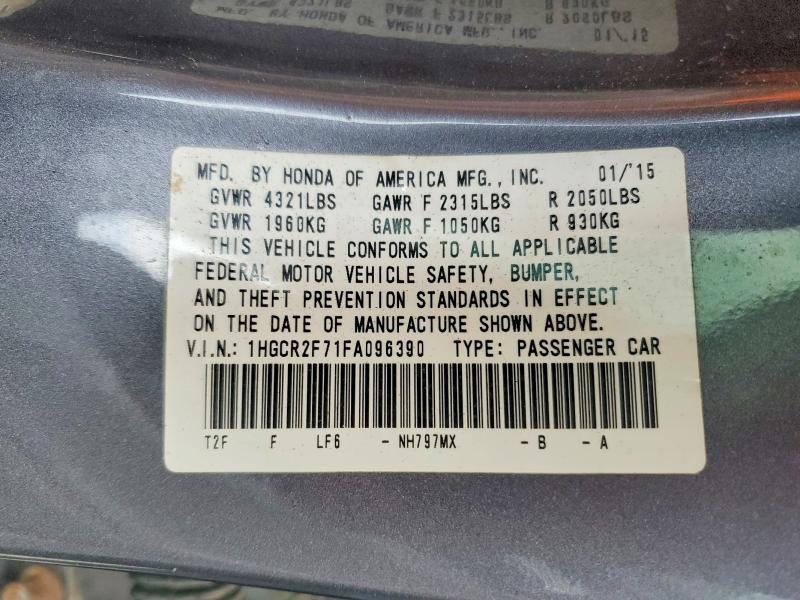 MFD. BY HONDA OF AMERICA MFG., INC. 01/'15
GVWR 4321LBS GAWR F 2315LBS R 2050LBS
GVWR 1960KG GAWR F 1050KG R 930KG
THIS VEHICLE CONFORMS TO ALL APPLICABLE
FEDERAL MOTOR VEHICLE SAFETY, BUMPER,
AND THEFT PREVENTION STANDARDS IN EFFECT
ON THE DATE OF MANUFACTURE SHOWN ABOVE.
V.I.N.: 1HGCR2F71FA096390 TYPE: PASSENGER CAR
T2F F LF6 - NH797MX - B - A